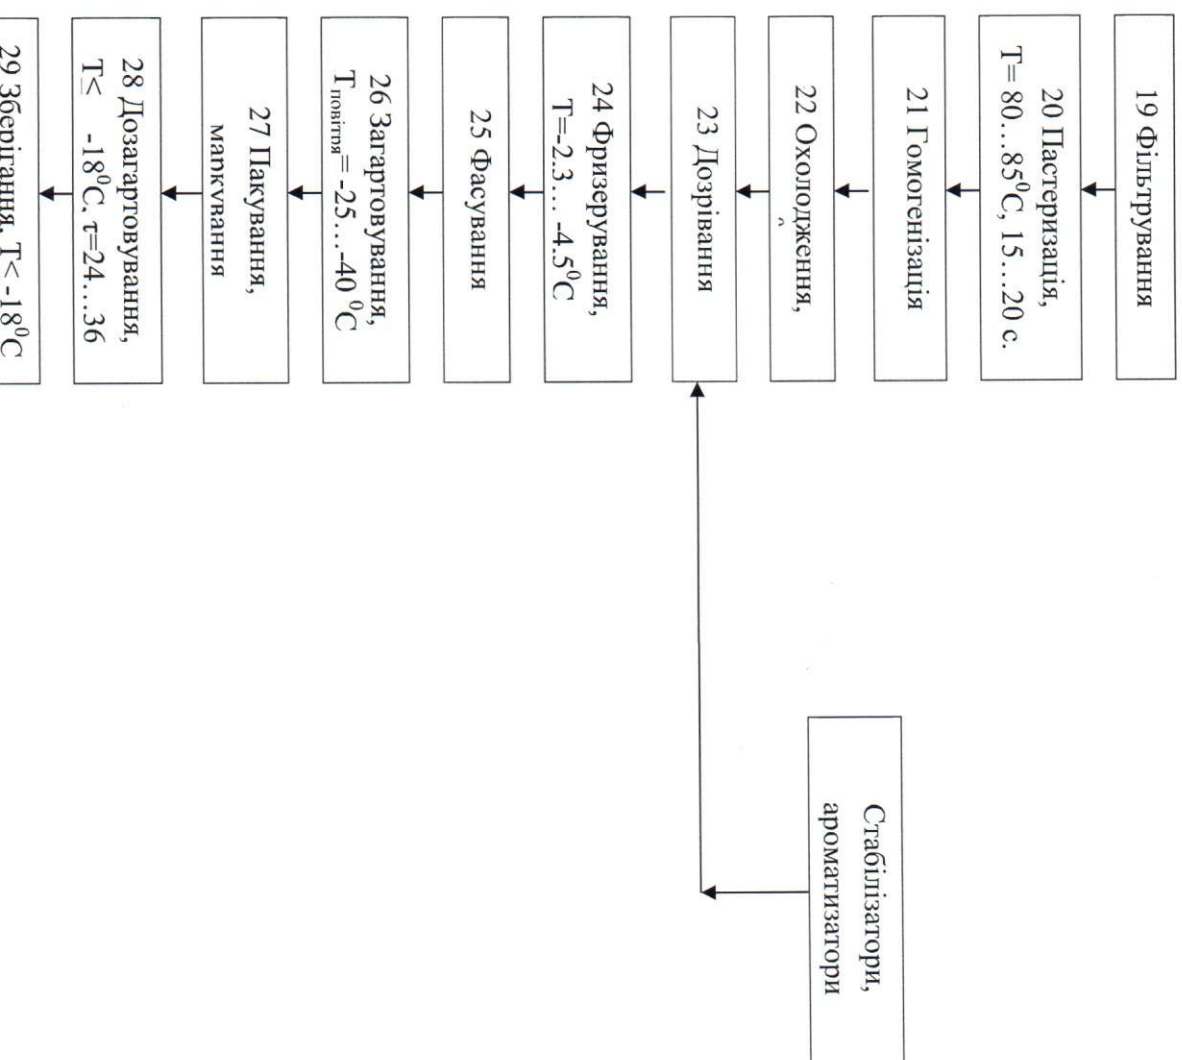 19 Фільтрування
20 Пастеризація,
Т= 80…85⁰С, 15…20 с.
21 Гомогенізація
22 Охолодження,
23 Дозрівання
24 Фризерування,
Т=-2.3… -4.5⁰С
25 Фасування
26 Загартовування,
Т повітря= -25…-40 ⁰С
27 Пакування,
маркування
28 Дозагартовування,
Т≤ -18⁰С. τ=24…36
29 Зберігання. Т< -18⁰С
Стабілізатори,
ароматизатори